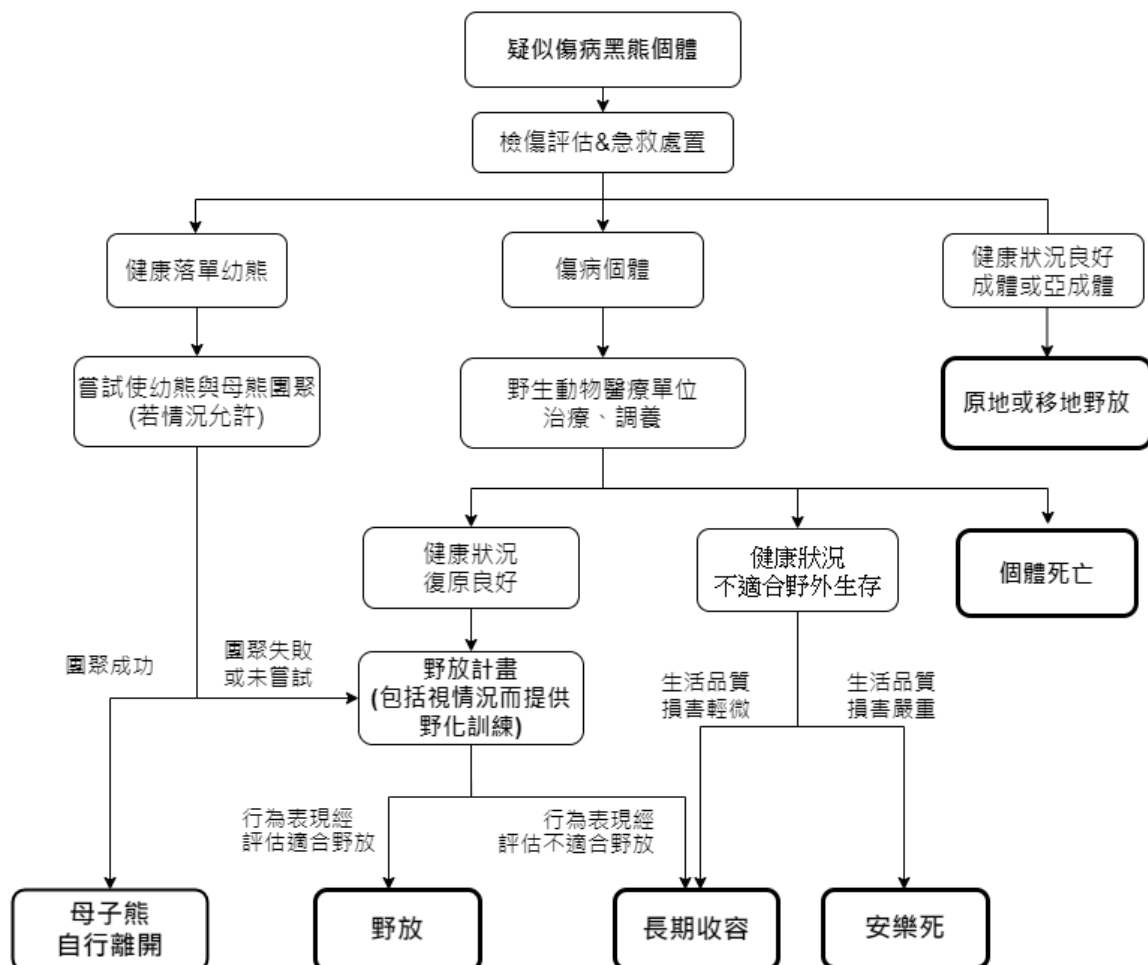 疑似傷病黑熊個體
檢傷評估&急救處置
健康落單幼熊
傷病個體
健康狀況良好
成體或亞成體
嘗試使幼熊與母熊團聚
(若情況允許)
野生動物醫療單位
治療、調養
原地或移地野放
健康狀況
復原良好
健康狀況
不適合野外生存
個體死亡
團聚成功
團聚失敗
或未嘗試
野放計畫
(包括視情況而提供
野化訓練)
生活品質
損害輕微
生活品質
損害嚴重
行為表現經
評估適合野放
行為表現經
評估不適合野放
母子熊
自行離開
野放
長期收容
安樂死